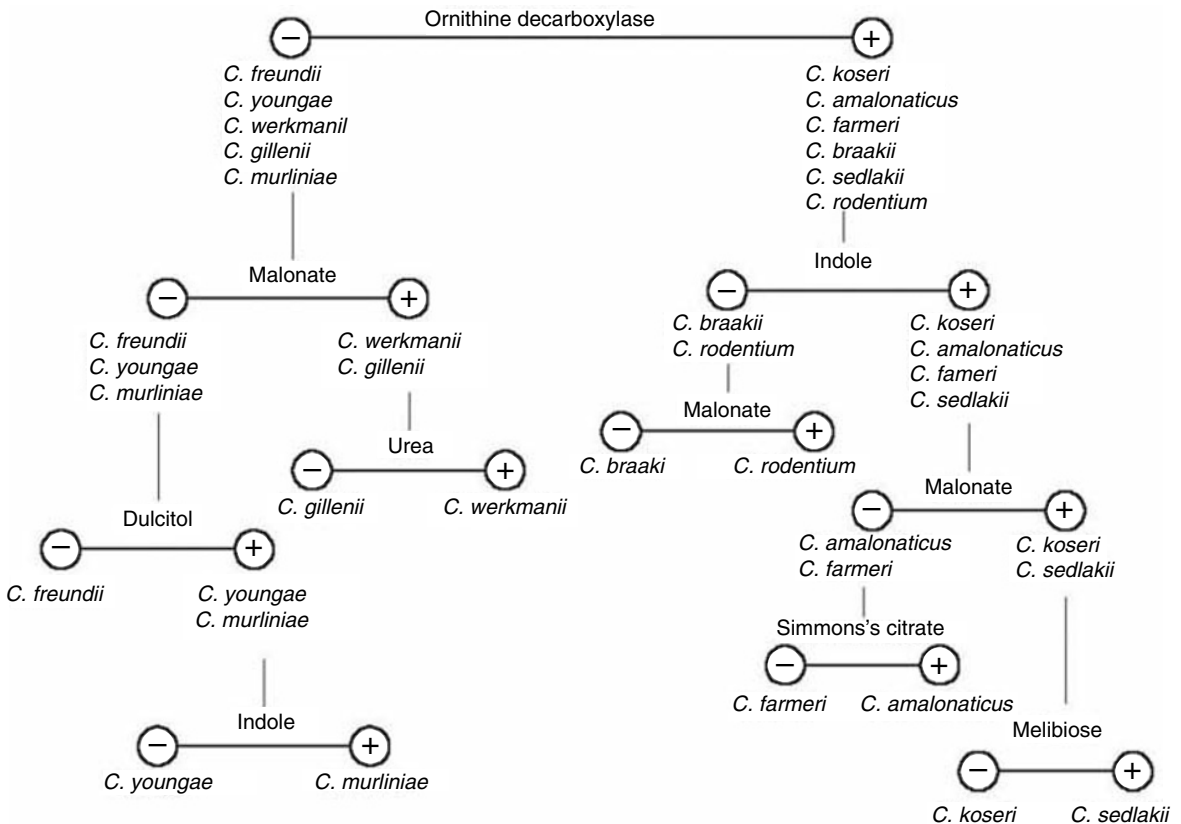 Ornithine decarboxylase
−
+
C. freundii
C. youngae
C. werkmanil
C. gillenii
C. murliniae
C. koseri
C. amalonaticus
C. farmeri
C. braakii
C. sedlakii
C. rodentium
Malonate
−
+
C. freundii
C. youngae
C. murliniae
C. werkmanii
C. gillenii
Urea
−
+
C. gillenii
C. werkmanii
Dulcitol
−
+
C. freundii
C. youngae
C. murliniae
Indole
−
+
C. youngae
C. murliniae
Indole
−
+
C. braakii
C. rodentium
C. koseri
C. amalonaticus
C. fameri
C. sedlakii
Malonate
−
+
C. braaki
C. rodentium
Malonate
−
+
C. amalonaticus
C. farmeri
C. koseri
C. sedlakii
Simmons's citrate
−
+
C. farmeri
C. amalonaticus
Melibiose
−
+
C. koseri
C. sedlakii